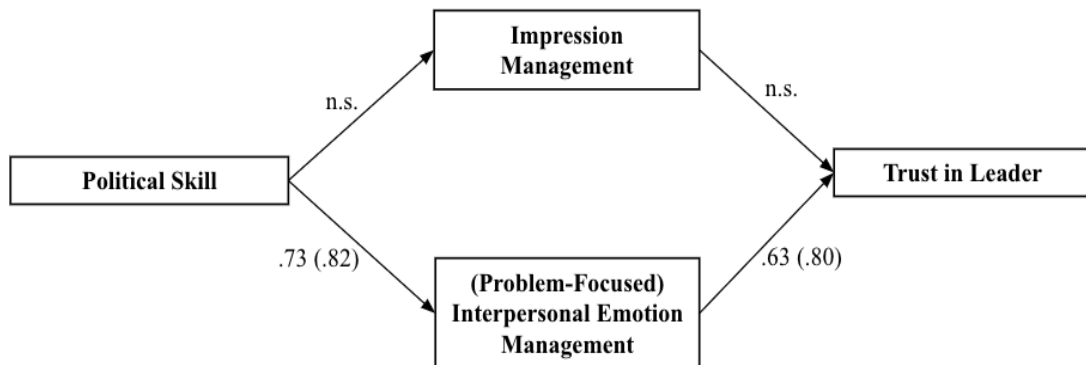 Impression
Management
n.s.
n.s.
Political Skill
Trust in Leader
.73 (.82)
.63 (.80)
(Problem-Focused)
Interpersonal Emotion
Management